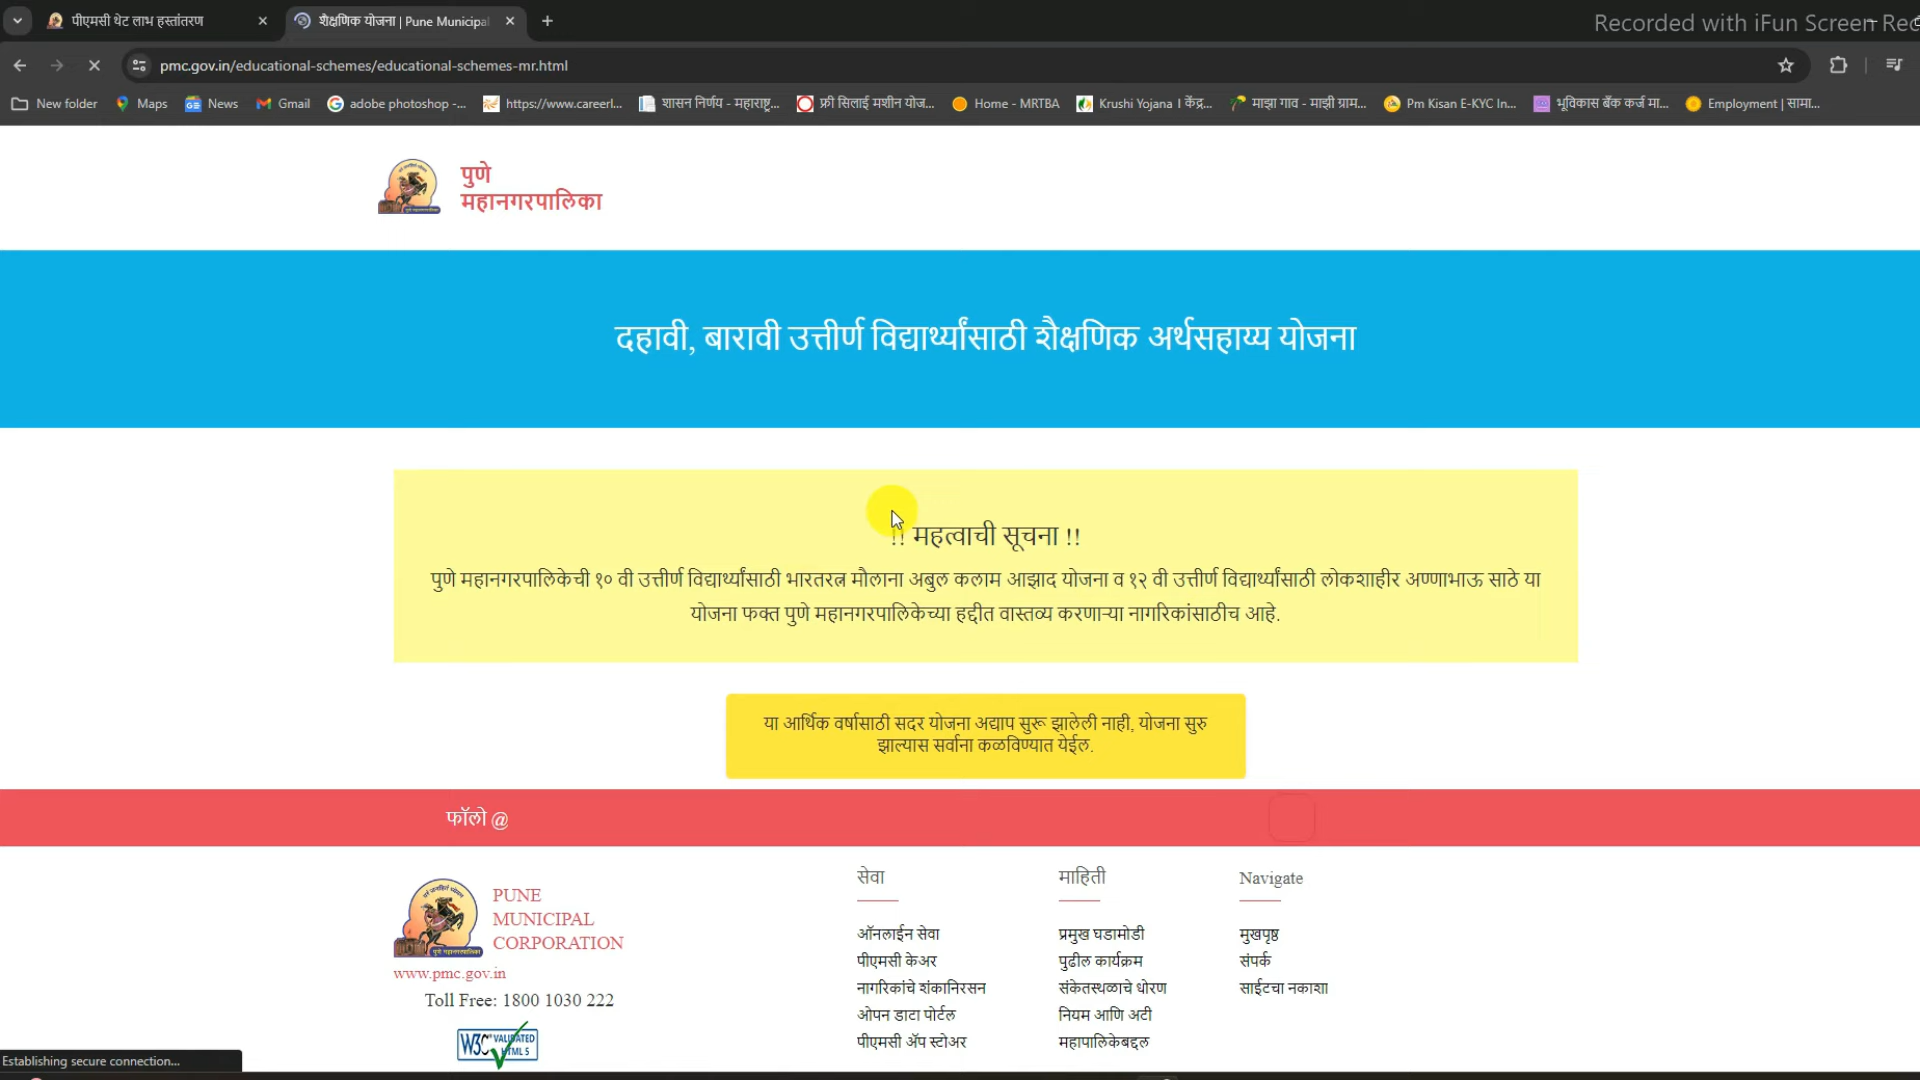 पीएमसी थेट लाभ हस्तांतरण
शैक्षणिक योजना | Pune Municipal
Recorded with iFun Screen Rec
pmc.gov.in/educational-schemes/educational-schemes-mr.html
New folder
Maps
News
Gmail
adobe photoshop -...
https://www.careerl...
शासन निर्णय - महाराष्ट्र...
फ्री सिलाई मशीन योज...
Home - MRTBA
Krushi Yojana । केंद्र...
माझा गाव - माझी ग्राम...
Pm Kisan E-KYC In...
भूविकास बँक कर्ज मा...
Employment | सामा...
पुणे
महानगरपालिका
दहावी, बारावी उत्तीर्ण विद्यार्थ्यांसाठी शैक्षणिक अर्थसहाय्य योजना
!! महत्वाची सूचना !!
पुणे महानगरपालिकेची १० वी उत्तीर्ण विद्यार्थ्यांसाठी भारतरत्न मौलाना अबुल कलाम आझाद योजना व १२ वी उत्तीर्ण विद्यार्थ्यांसाठी लोकशाहीर अण्णाभाऊ साठे या
योजना फक्त पुणे महानगरपालिकेच्या हद्दीत वास्तव्य करणाऱ्या नागरिकांसाठीच आहे.
या आर्थिक वर्षासाठी सदर योजना अद्याप सुरू झालेली नाही, योजना सुरु
झाल्यास सर्वाना कळविण्यात येईल.
फॉलो @
PUNE
MUNICIPAL
CORPORATION
www.pmc.gov.in
Toll Free: 1800 1030 222
W3C VALIDATED
HTML 5
सेवा
ऑनलाईन सेवा
पीएमसी केअर
नागरिकांचे शंकानिरसन
ओपन डाटा पोर्टल
पीएमसी ॲप स्टोअर
माहिती
प्रमुख घडामोडी
पुढील कार्यक्रम
संकेतस्थळाचे धोरण
नियम आणि अटी
महापालिकेबद्दल
Navigate
मुखपृष्ठ
संपर्क
साईटचा नकाशा
Establishing secure connection...